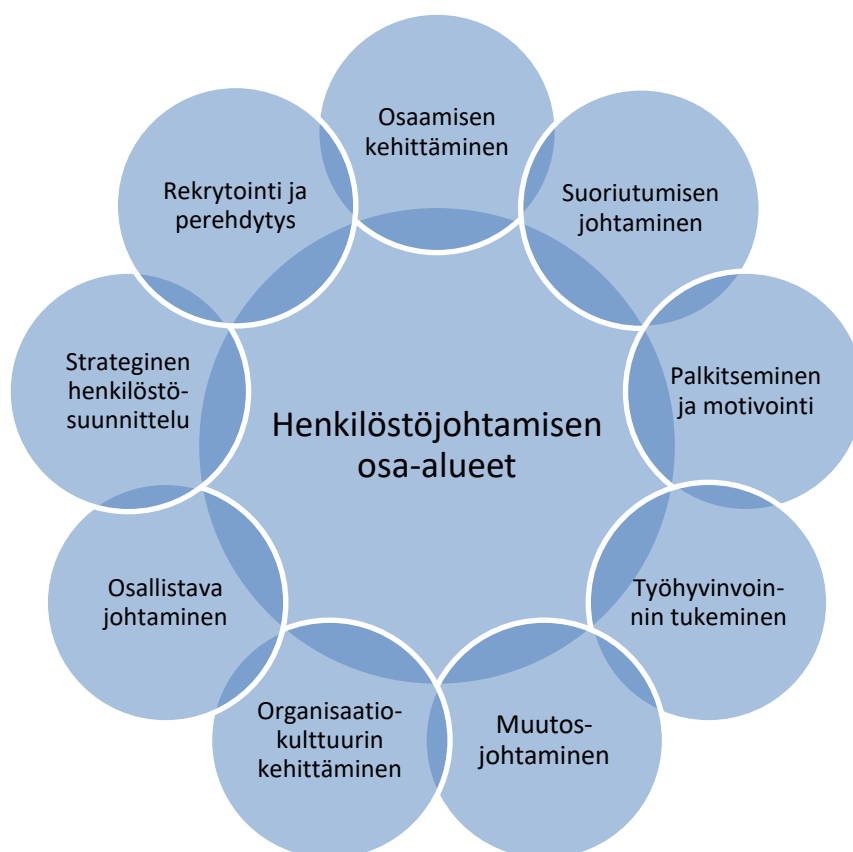 Osaamisen
kehittäminen
Suoriutumisen
johtaminen
Palkitseminen
ja motivointi
Työhyvinvoin-
nin tukeminen
Muutos-
johtaminen
Organisaatio-
kulttuurin
kehittäminen
Osallistava
johtaminen
Strateginen
henkilöstö-
suunnittelu
Rekrytointi ja
perehdytys
Henkilöstöjohtamisen
osa-alueet